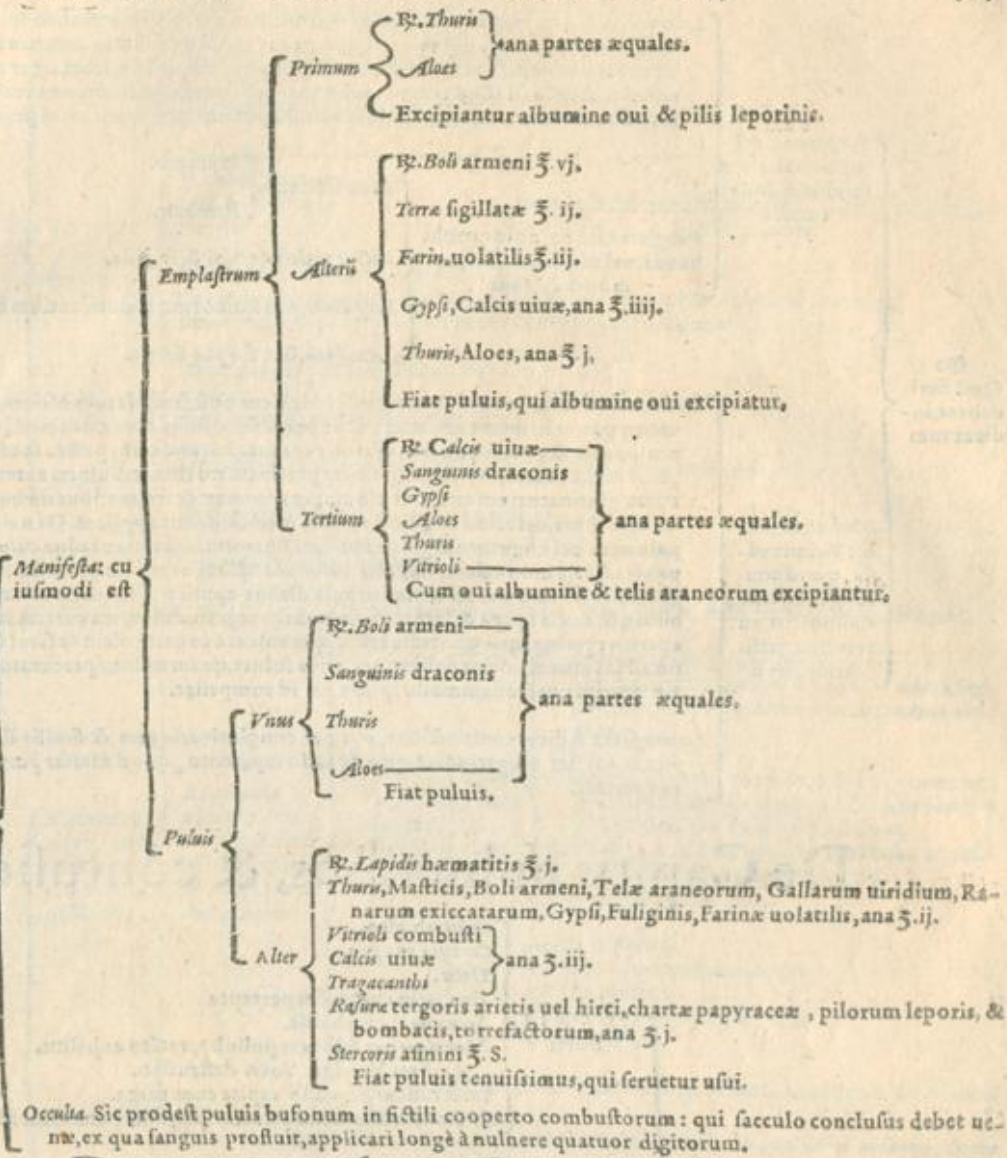 ℞. Thuris
Aloes
ana partes æquales.
Primum
Excipiantur albumine oui & pilis leporinis.
℞. Boli armeni ℥. vj.
Terræ sigillatæ ℥. ij.
Farin. uolatilis ℥. iij.
Emplastrum
Alterū
Gypsi, Calcis uiuæ, ana ℥. iiij.
Thuris, Aloes, ana ℥. j.
Fiat puluis, qui albumine oui excipiatur.
℞. Calcis uiuæ
Sanguinis draconis
Gypsi
Tertium
Aloes
ana partes æquales.
Thuris
Vitrioli
Manifesta: cu
iusmodi est
Cum oui albumine & telis araneorum excipiantur.
℞. Boli armeni
Sanguinis draconis
ana partes æquales.
Vnus
Thuris
Aloes
Fiat puluis.
Puluis
℞. Lapidis hæmatitis ℥. j.
Thuris, Masticis, Boli armeni, Telæ araneorum, Gallarum uiridium, Ra-
narum exiccatarum, Gypsi, Fuliginis, Farinæ uolatilis, ana ʒ. ij.
Vitrioli combusti
Alter
Calcis uiuæ
ana ʒ. iij.
Tragacanthi
Rasuræ tergoris arietis uel hirci, chartæ papyraceæ, pilorum leporis, &
bombacis, torrefactorum, ana ʒ. j.
Stercoris asinini ℥. S.
Fiat puluis tenuissimus, qui seruetur usui.
Occulta. Sic prodest puluis bufonum in fictili cooperto combustorum: qui sacculo conclusus debet ue-
næ, ex qua sanguis profluit, applicari longè à uulnere quatuor digitorum.